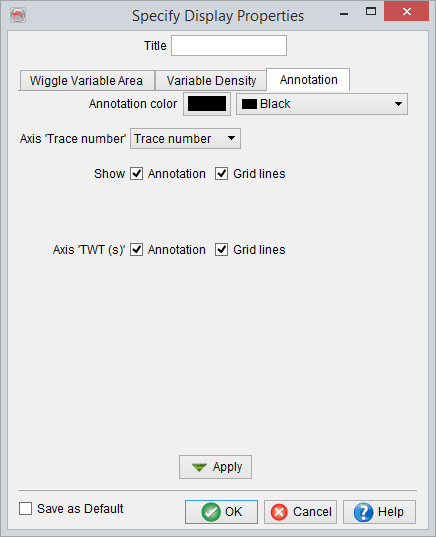 Specify Display Properties
Title
Wiggle Variable Area Variable Density Annotation
Annotation color Black
Axis 'Trace number' Trace number
Show Annotation Grid lines
Axis 'TWT (s)' Annotation Grid lines
Apply
Save as Default OK Cancel Help